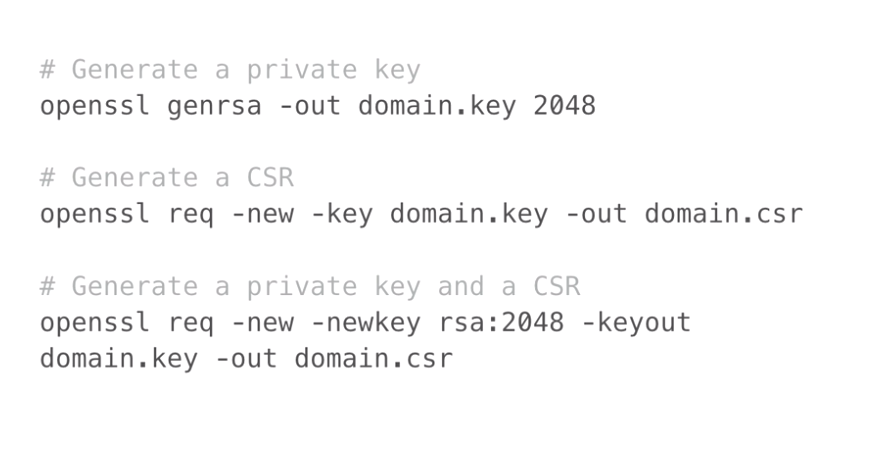 # Generate a private key
openssl genrsa -out domain.key 2048
# Generate a CSR
openssl req -new -key domain.key -out domain.csr
# Generate a private key and a CSR
openssl req -new -newkey rsa:2048 -keyout
domain.key -out domain.csr